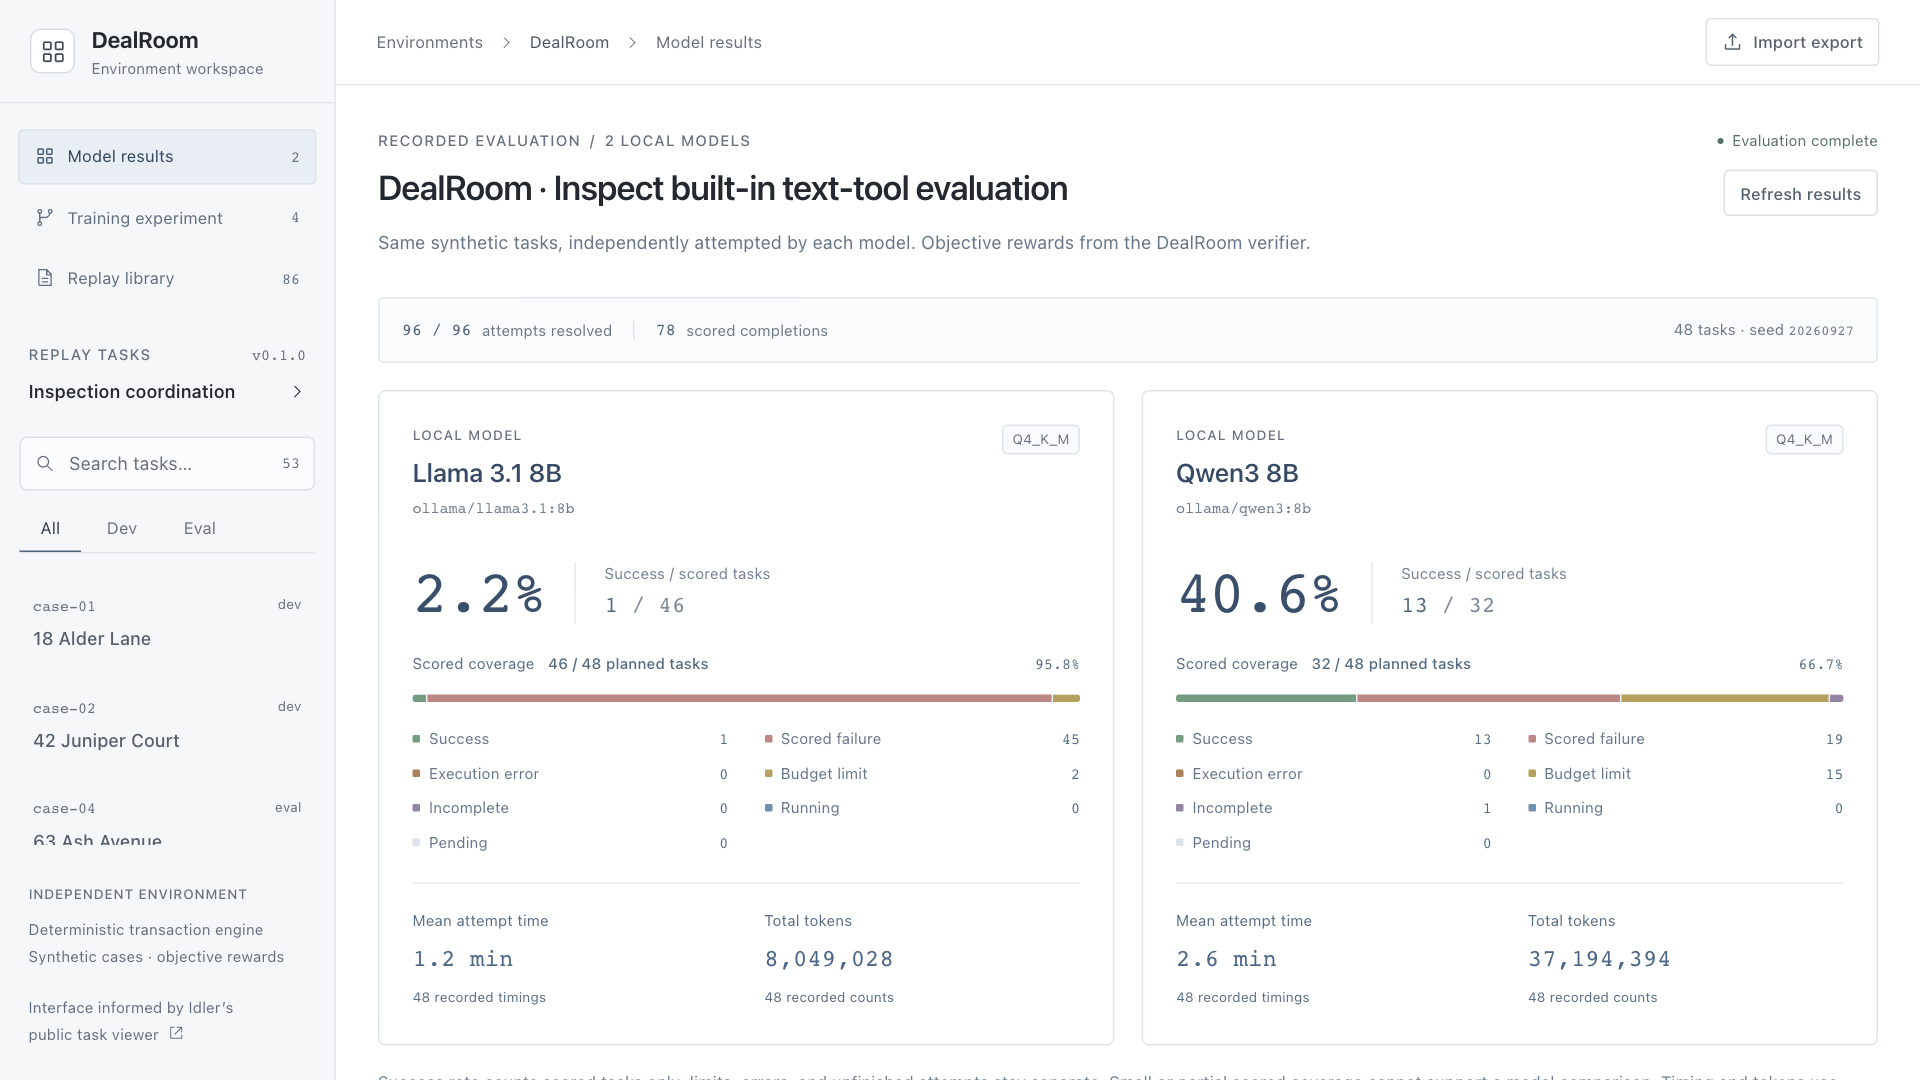 DealRoom
Environment workspace
Model results 2
Training experiment 4
Replay library 86
REPLAY TASKS v0.1.0
Inspection coordination
Search tasks... 53
All Dev Eval
case-01 dev
18 Alder Lane
case-02 dev
42 Juniper Court
case-04 eval
63 Ash Avenue
INDEPENDENT ENVIRONMENT
Deterministic transaction engine
Synthetic cases · objective rewards
Interface informed by Idler's
public task viewer
Environments > DealRoom > Model results
Import export
RECORDED EVALUATION / 2 LOCAL MODELS
Evaluation complete
DealRoom · Inspect built-in text-tool evaluation
Refresh results
Same synthetic tasks, independently attempted by each model. Objective rewards from the DealRoom verifier.
96 / 96 attempts resolved 78 scored completions 48 tasks · seed 20260927
LOCAL MODEL Q4_K_M
Llama 3.1 8B
ollama/llama3.1:8b
2.2%
Success / scored tasks
1 / 46
Scored coverage 46 / 48 planned tasks 95.8%
Success 1 Scored failure 45
Execution error 0 Budget limit 2
Incomplete 0 Running 0
Pending 0
Mean attempt time Total tokens
1.2 min 8,049,028
48 recorded timings 48 recorded counts
LOCAL MODEL Q4_K_M
Qwen3 8B
ollama/qwen3:8b
40.6%
Success / scored tasks
13 / 32
Scored coverage 32 / 48 planned tasks 66.7%
Success 13 Scored failure 19
Execution error 0 Budget limit 15
Incomplete 1 Running 0
Pending 0
Mean attempt time Total tokens
2.6 min 37,194,394
48 recorded timings 48 recorded counts